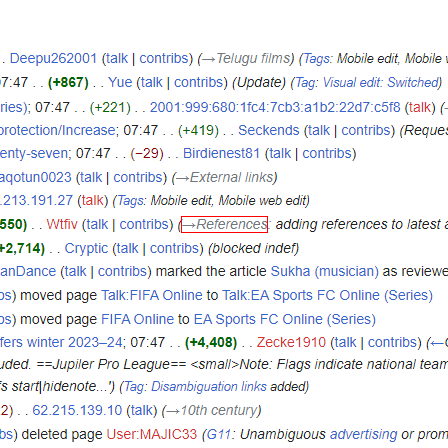 . . Deepu262001 (talk | contribs) (→Telugu films) (Tags: Mobile edit, Mobile
07:47 . . (+867) . . Yue (talk | contribs) (Update) (Tag: Visual edit: Switched)
ries); 07:47 . . (+221) . . 2001:999:680:1fc4:7cb3:a1b2:22d7:c5f8 (talk) (
protection/Increase; 07:47 . . (+419) . . Seckends (talk | contribs) (Reques
enty-seven; 07:47 . . (−29) . . Birdienest81 (talk | contribs)
aqotun0023 (talk | contribs) (→External links)
.213.191.27 (talk) (Tags: Mobile edit, Mobile web edit)
550) . . Wtfiv (talk | contribs) (→References: adding references to latest a
+2,714) . . Cryptic (talk | contribs) (blocked indef)
anDance (talk | contribs) marked the article Sukha (musician) as reviewe
bs) moved page Talk:FIFA Online to Talk:EA Sports FC Online (Series)
bs) moved page FIFA Online to EA Sports FC Online (Series)
fers winter 2023–24; 07:47 . . (+4,408) . . Zecke1910 (talk | contribs) (←
uded. ==Jupiler Pro League== <small>Note: Flags indicate national team
fs start|hidenote...') (Tag: Disambiguation links added)
2) . . 62.215.139.10 (talk) (→10th century)
bs) deleted page User:MAJIC33 (G11: Unambiguous advertising or prom